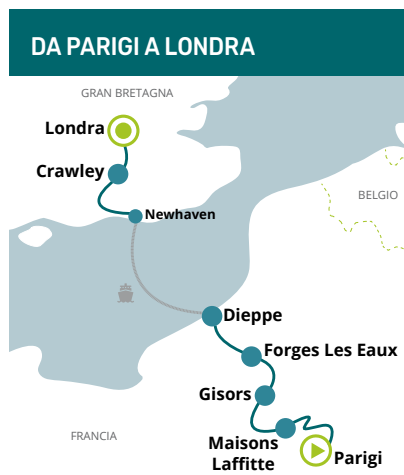 DA PARIGI A LONDRA
GRAN BRETAGNA
Londra
Crawley
BELGIO
Newhaven
Dieppe
Forges Les Eaux
Gisors
FRANCIA
Maisons
Laffitte
Parigi